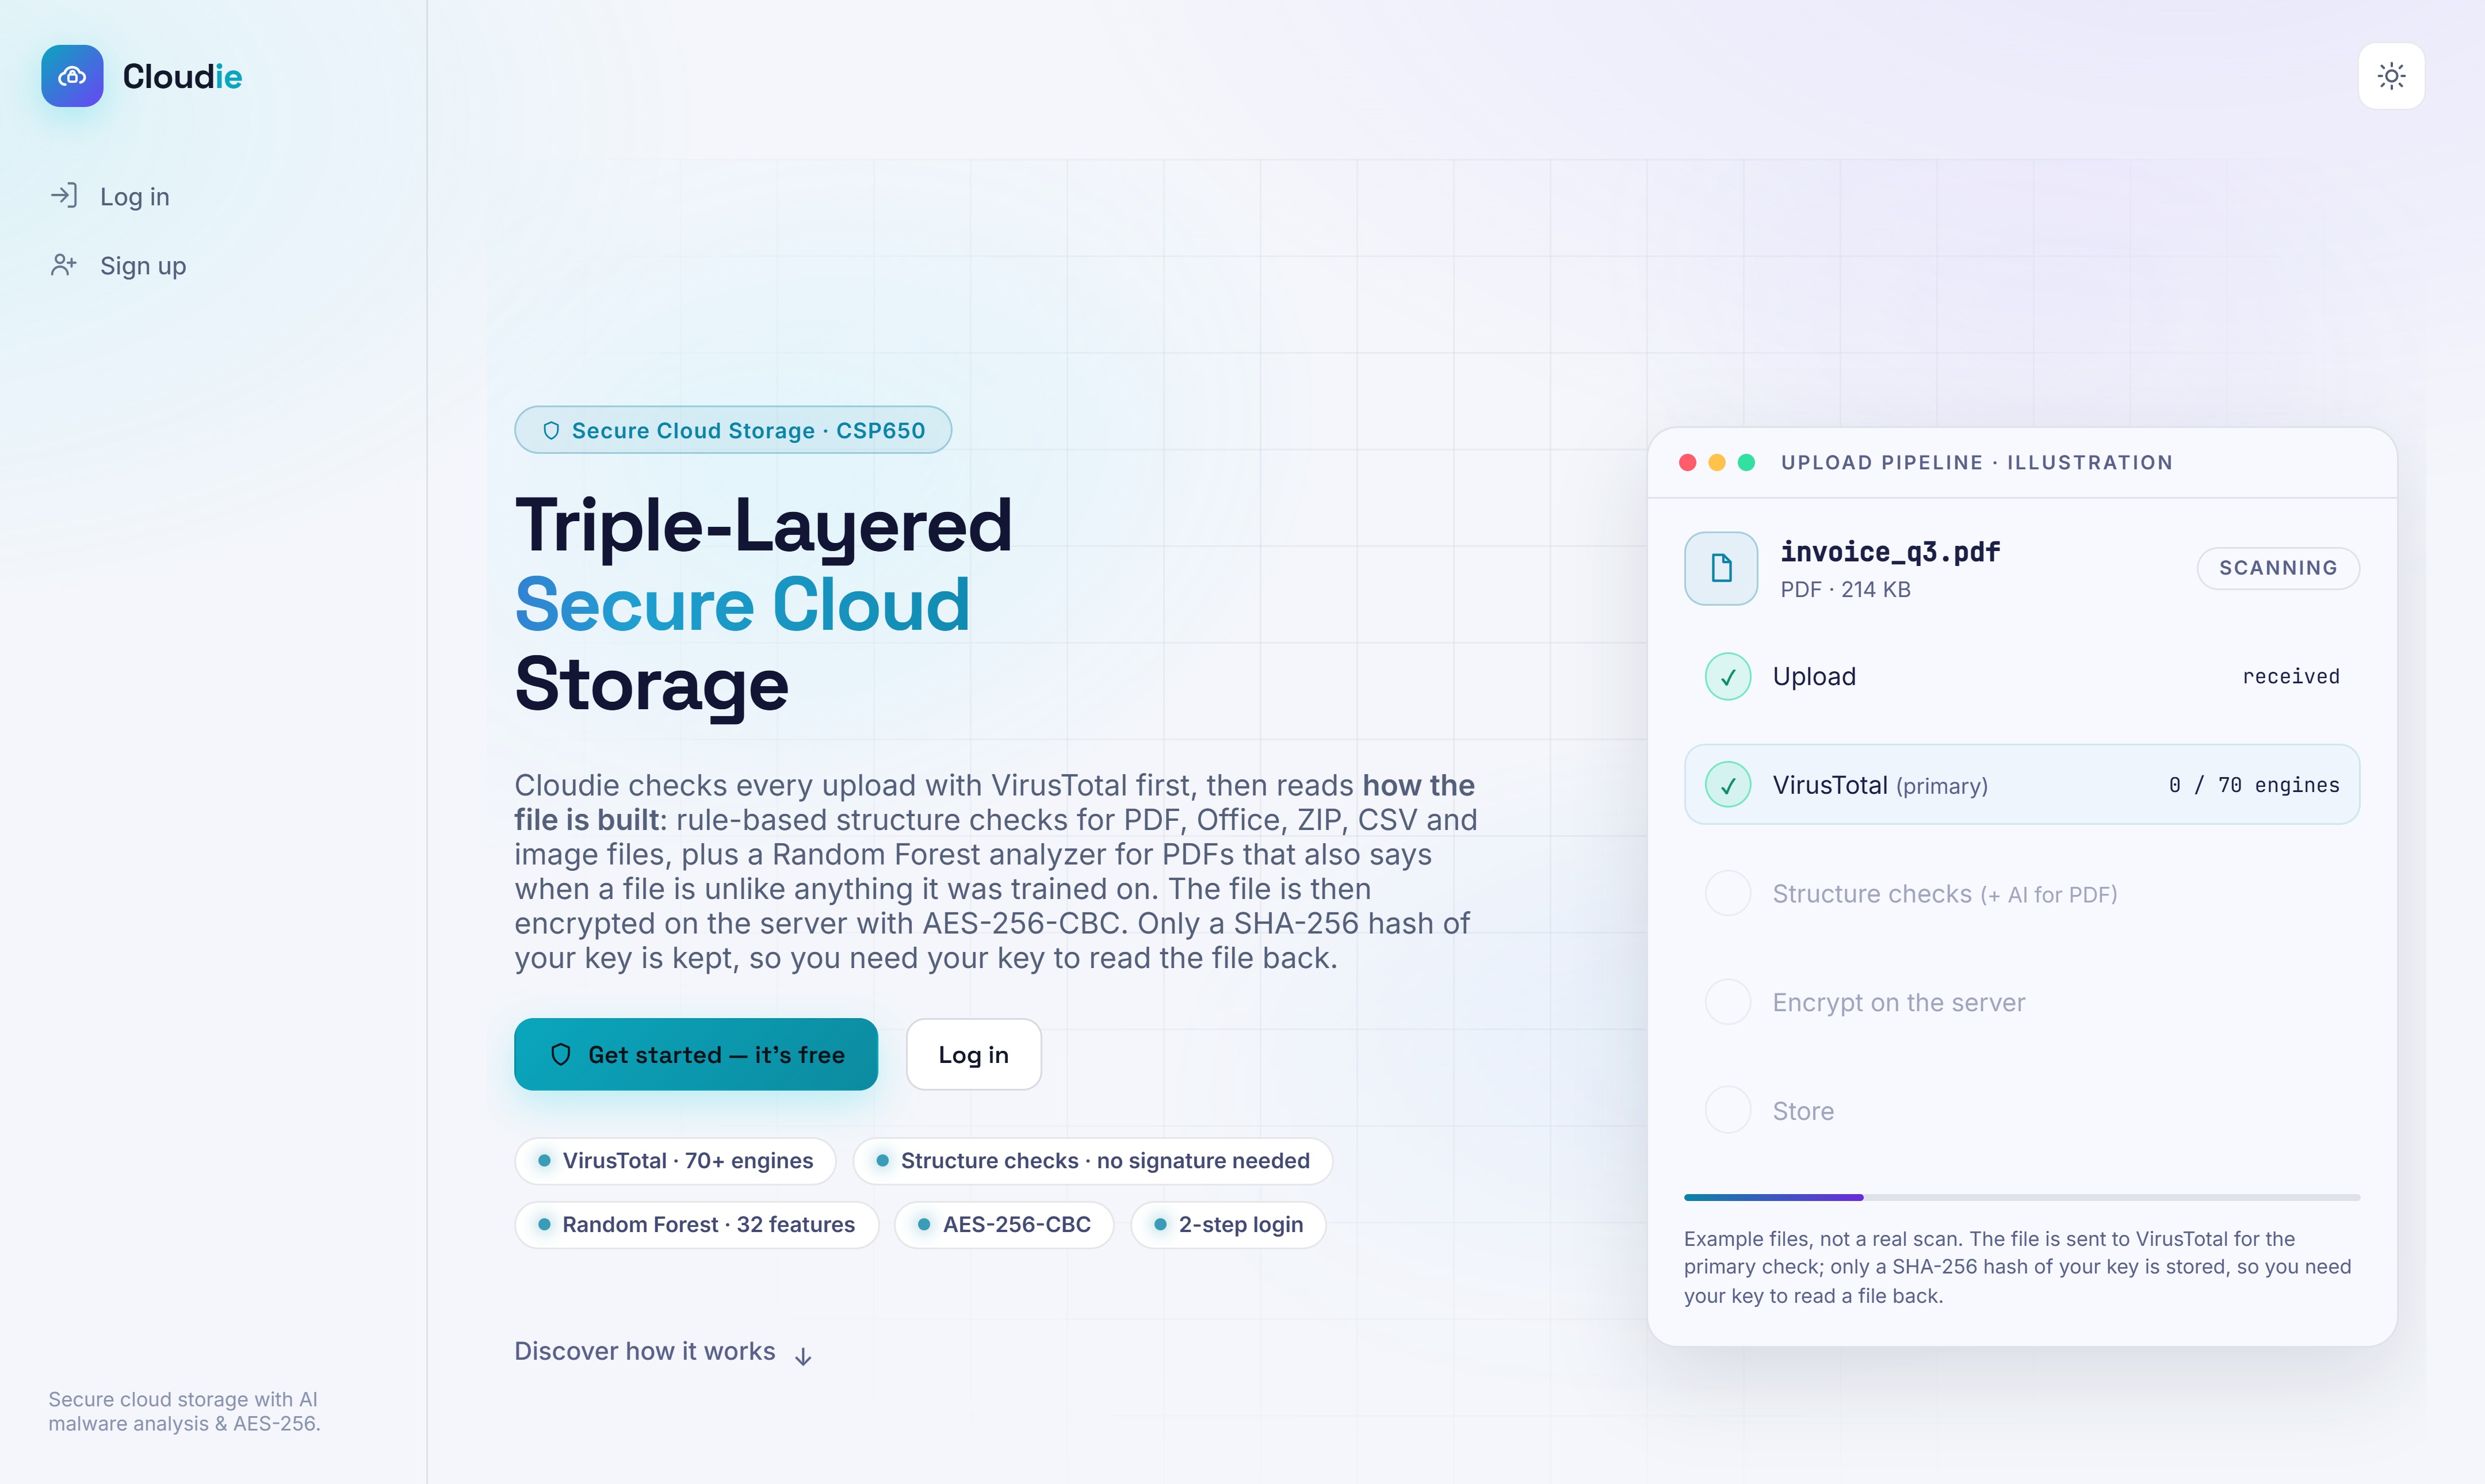 Cloudie
Log in
Sign up
Secure cloud storage with AI
malware analysis & AES-256.
Secure Cloud Storage · CSP650
Triple-Layered
Secure Cloud
Storage
Cloudie checks every upload with VirusTotal first, then reads how the
file is built: rule-based structure checks for PDF, Office, ZIP, CSV and
image files, plus a Random Forest analyzer for PDFs that also says
when a file is unlike anything it was trained on. The file is then
encrypted on the server with AES-256-CBC. Only a SHA-256 hash of
your key is kept, so you need your key to read the file back.
Get started — it’s free
Log in
VirusTotal · 70+ engines
Structure checks · no signature needed
Random Forest · 32 features
AES-256-CBC
2-step login
Discover how it works ↓
UPLOAD PIPELINE · ILLUSTRATION
invoice_q3.pdf
PDF · 214 KB
SCANNING
✓ Upload received
✓ VirusTotal (primary) 0 / 70 engines
Structure checks (+ AI for PDF)
Encrypt on the server
Store
Example files, not a real scan. The file is sent to VirusTotal for the
primary check; only a SHA-256 hash of your key is stored, so you need
your key to read a file back.